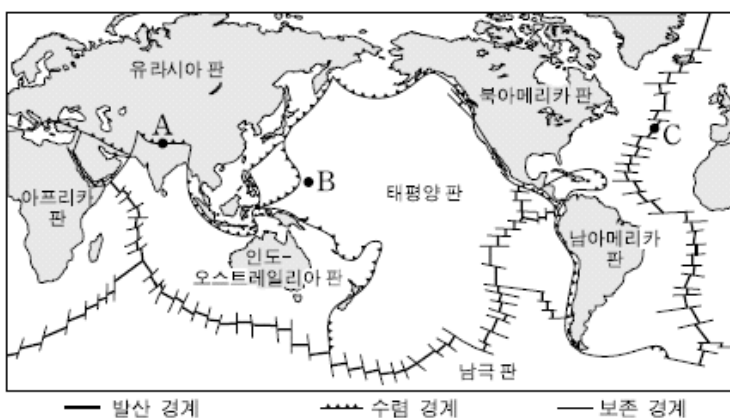 유라시아 판
북아메리카 판
A
C
B
아프리카
판
태평양 판
인도-
오스트레일리아 판
남아메리카
판
남극 판
발산 경계
수렴 경계
보존 경계